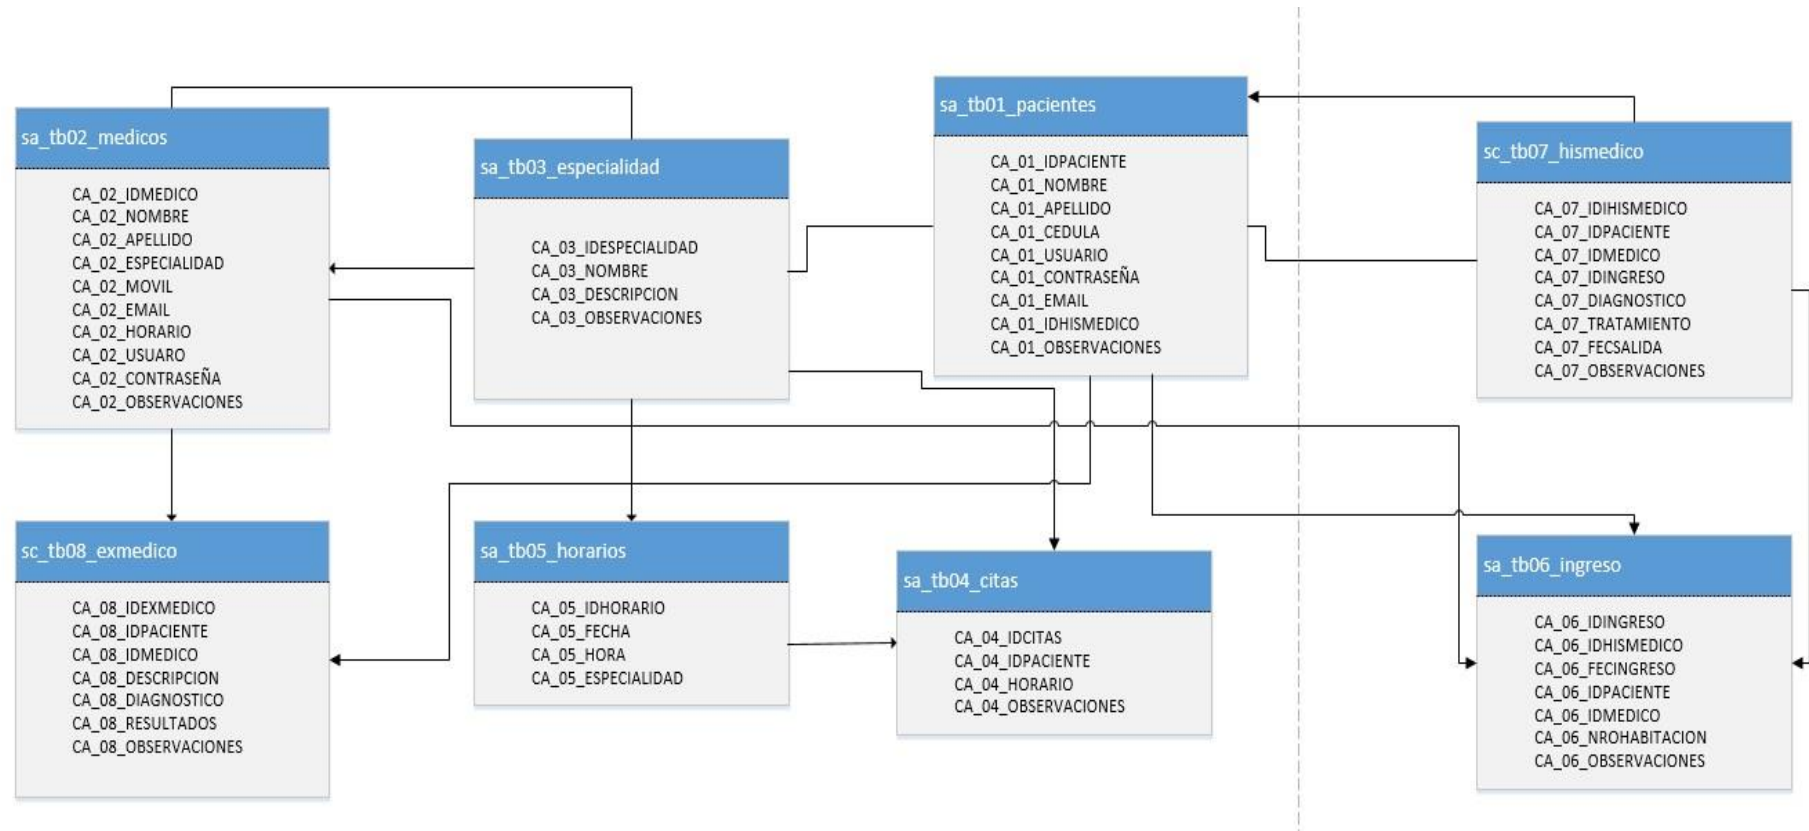 sa_tb02_medicos
CA_02_IDMEDICO
CA_02_NOMBRE
CA_02_APELLIDO
CA_02_ESPECIALIDAD
CA_02_MOVIL
CA_02_EMAIL
CA_02_HORARIO
CA_02_USUARO
CA_02_CONTRASEÑA
CA_02_OBSERVACIONES
sa_tb03_especialidad
CA_03_IDESPECIALIDAD
CA_03_NOMBRE
CA_03_DESCRIPCION
CA_03_OBSERVACIONES
sa_tb01_pacientes
CA_01_IDPACIENTE
CA_01_NOMBRE
CA_01_APELLIDO
CA_01_CEDULA
CA_01_USUARIO
CA_01_CONTRASEÑA
CA_01_EMAIL
CA_01_IDHISMEDICO
CA_01_OBSERVACIONES
sc_tb07_hismedico
CA_07_IDIHISMEDICO
CA_07_IDPACIENTE
CA_07_IDMEDICO
CA_07_IDINGRESO
CA_07_DIAGNOSTICO
CA_07_TRATAMIENTO
CA_07_FECSALIDA
CA_07_OBSERVACIONES
sc_tb08_exmedico
CA_08_IDEXMEDICO
CA_08_IDPACIENTE
CA_08_IDMEDICO
CA_08_DESCRIPCION
CA_08_DIAGNOSTICO
CA_08_RESULTADOS
CA_08_OBSERVACIONES
sa_tb05_horarios
CA_05_IDHORARIO
CA_05_FECHA
CA_05_HORA
CA_05_ESPECIALIDAD
sa_tb04_citas
CA_04_IDCITAS
CA_04_IDPACIENTE
CA_04_HORARIO
CA_04_OBSERVACIONES
sa_tb06_ingreso
CA_06_IDINGRESO
CA_06_IDHISMEDICO
CA_06_FECINGRESO
CA_06_IDPACIENTE
CA_06_IDMEDICO
CA_06_NROHABITACION
CA_06_OBSERVACIONES